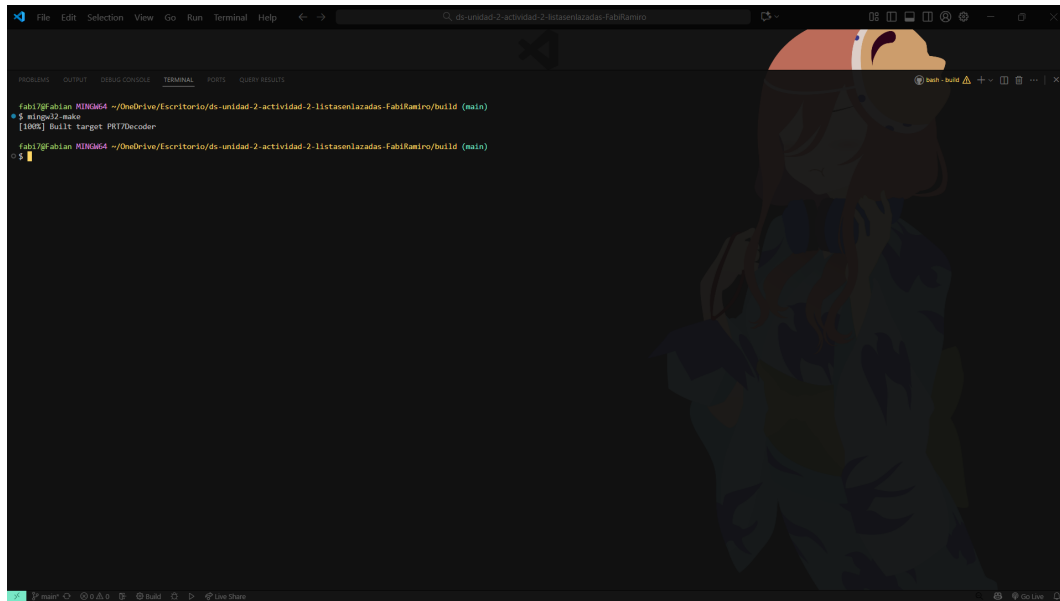 File Edit Selection View Go Run Terminal Help
ds-unidad-2-actividad-2-listasenlazadas-FabiRamiro
PROBLEMS OUTPUT DEBUG CONSOLE TERMINAL PORTS QUERY RESULTS
bash - build
fabi7@Fabian MINGW64 ~/OneDrive/Escritorio/ds-unidad-2-actividad-2-listasenlazadas-FabiRamiro/build (main)
$ mingw32-make
[100%] Built target PRT7Decoder
fabi7@Fabian MINGW64 ~/OneDrive/Escritorio/ds-unidad-2-actividad-2-listasenlazadas-FabiRamiro/build (main)
$
main* 0 0 Build Live Share Go Live